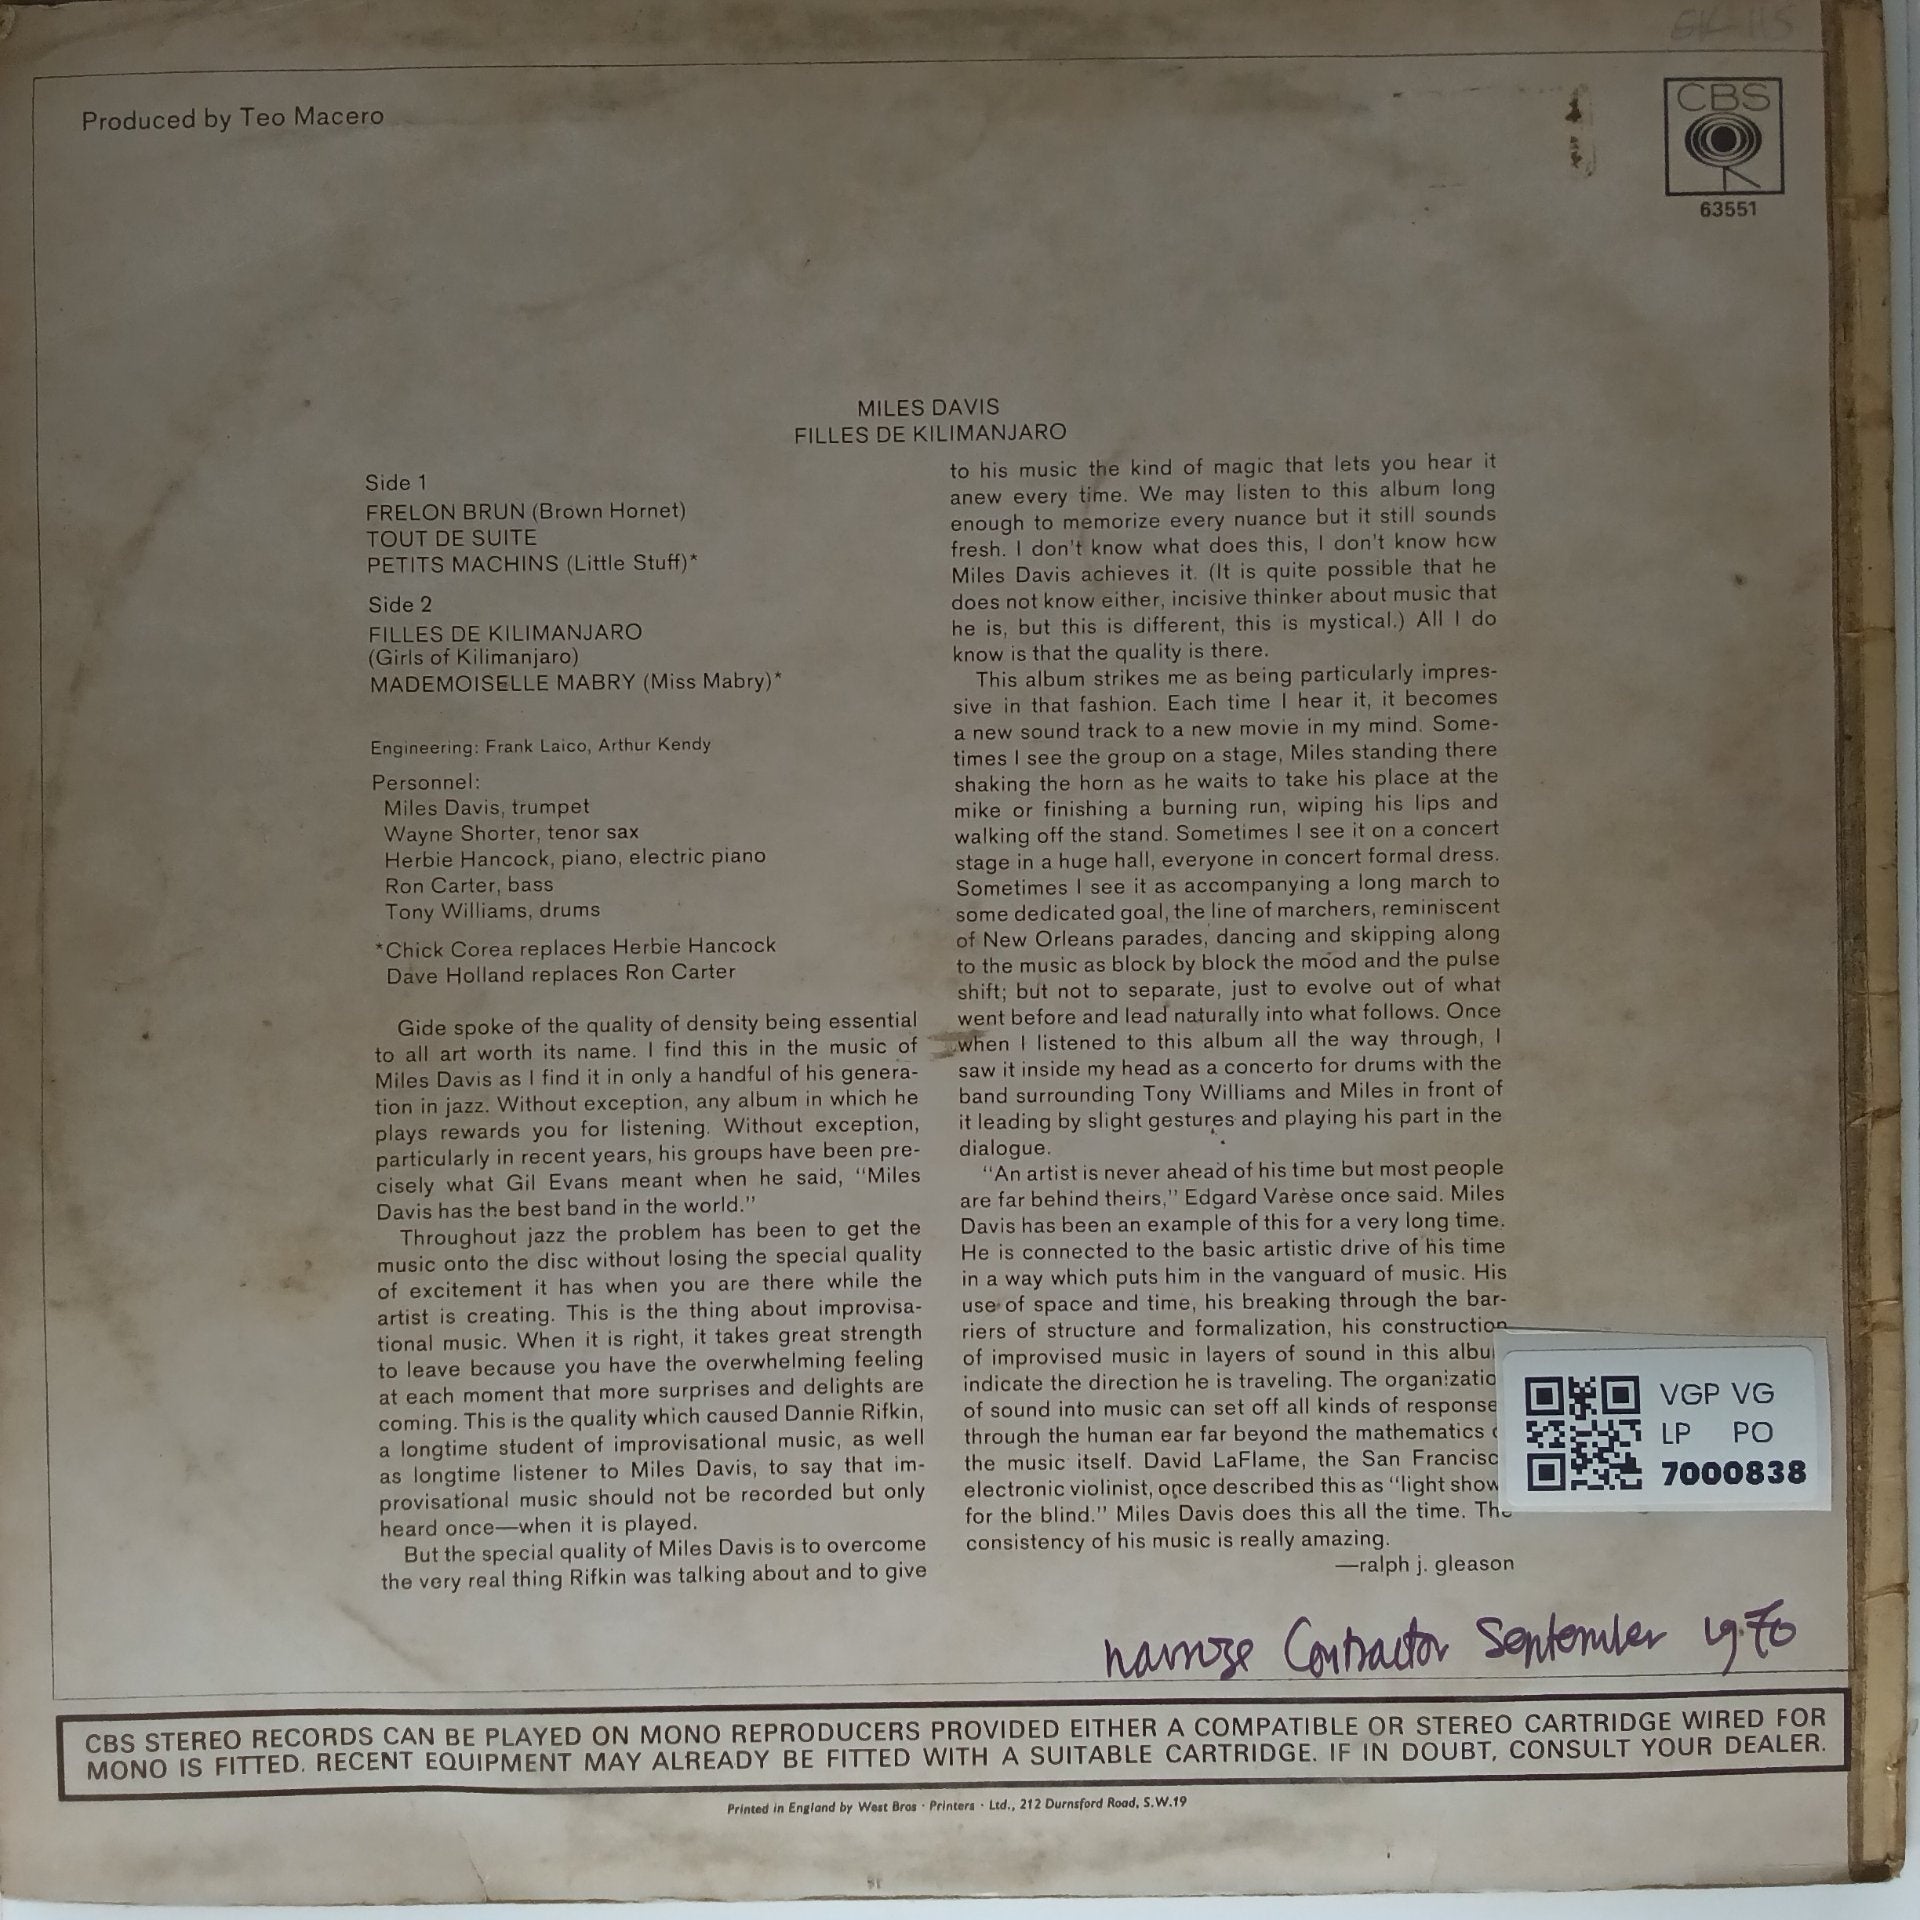 EK-115
Produced by Teo Macero
CBS
63551
MILES DAVIS
FILLES DE KILIMANJARO
Side 1
FRELON BRUN (Brown Hornet)
TOUT DE SUITE
PETITS MACHINS (Little Stuff)*
Side 2
FILLES DE KILIMANJARO
(Girls of Kilimanjaro)
MADEMOISELLE MABRY (Miss Mabry)*
Engineering: Frank Laico, Arthur Kendy
Personnel:
Miles Davis, trumpet
Wayne Shorter, tenor sax
Herbie Hancock, piano, electric piano
Ron Carter, bass
Tony Williams, drums
*Chick Corea replaces Herbie Hancock
Dave Holland replaces Ron Carter
Gide spoke of the quality of density being essential
to all art worth its name. I find this in the music of
Miles Davis as I find it in only a handful of his genera-
tion in jazz. Without exception, any album in which he
plays rewards you for listening. Without exception,
particularly in recent years, his groups have been pre-
cisely what Gil Evans meant when he said, "Miles
Davis has the best band in the world."
Throughout jazz the problem has been to get the
music onto the disc without losing the special quality
of excitement it has when you are there while the
artist is creating. This is the thing about improvisa-
tional music. When it is right, it takes great strength
to leave because you have the overwhelming feeling
at each moment that more surprises and delights are
coming. This is the quality which caused Dannie Rifkin,
a longtime student of improvisational music, as well
as longtime listener to Miles Davis, to say that im-
provisational music should not be recorded but only
heard once—when it is played.
But the special quality of Miles Davis is to overcome
the very real thing Rifkin was talking about and to give
to his music the kind of magic that lets you hear it
anew every time. We may listen to this album long
enough to memorize every nuance but it still sounds
fresh. I don't know what does this, I don't know how
Miles Davis achieves it. (It is quite possible that he
does not know either, incisive thinker about music that
he is, but this is different, this is mystical.) All I do
know is that the quality is there.
This album strikes me as being particularly impres-
sive in that fashion. Each time I hear it, it becomes
a new sound track to a new movie in my mind. Some-
times I see the group on a stage, Miles standing there
shaking the horn as he waits to take his place at the
mike or finishing a burning run, wiping his lips and
walking off the stand. Sometimes I see it on a concert
stage in a huge hall, everyone in concert formal dress.
Sometimes I see it as accompanying a long march to
some dedicated goal, the line of marchers, reminiscent
of New Orleans parades, dancing and skipping along
to the music as block by block the mood and the pulse
shift; but not to separate, just to evolve out of what
went before and lead naturally into what follows. Once
when I listened to this album all the way through, I
saw it inside my head as a concerto for drums with the
band surrounding Tony Williams and Miles in front of
it leading by slight gestures and playing his part in the
dialogue.
"An artist is never ahead of his time but most people
are far behind theirs," Edgard Varèse once said. Miles
Davis has been an example of this for a very long time.
He is connected to the basic artistic drive of his time
in a way which puts him in the vanguard of music. His
use of space and time, his breaking through the bar-
riers of structure and formalization, his construction
of improvised music in layers of sound in this albu
indicate the direction he is traveling. The organizatio
of sound into music can set off all kinds of response
through the human ear far beyond the mathematics
the music itself. David LaFlame, the San Francisc
electronic violinist, once described this as "light show
for the blind." Miles Davis does this all the time. The
consistency of his music is really amazing.
—ralph j. gleason
VGP VG
LP PO
7000838
Contractor September 1970
CBS STEREO RECORDS CAN BE PLAYED ON MONO REPRODUCERS PROVIDED EITHER A COMPATIBLE OR STEREO CARTRIDGE WIRED FOR
MONO IS FITTED. RECENT EQUIPMENT MAY ALREADY BE FITTED WITH A SUITABLE CARTRIDGE. IF IN DOUBT, CONSULT YOUR DEALER.
Printed in England by West Bros · Printers · Ltd., 212 Durnsford Road, S.W.19